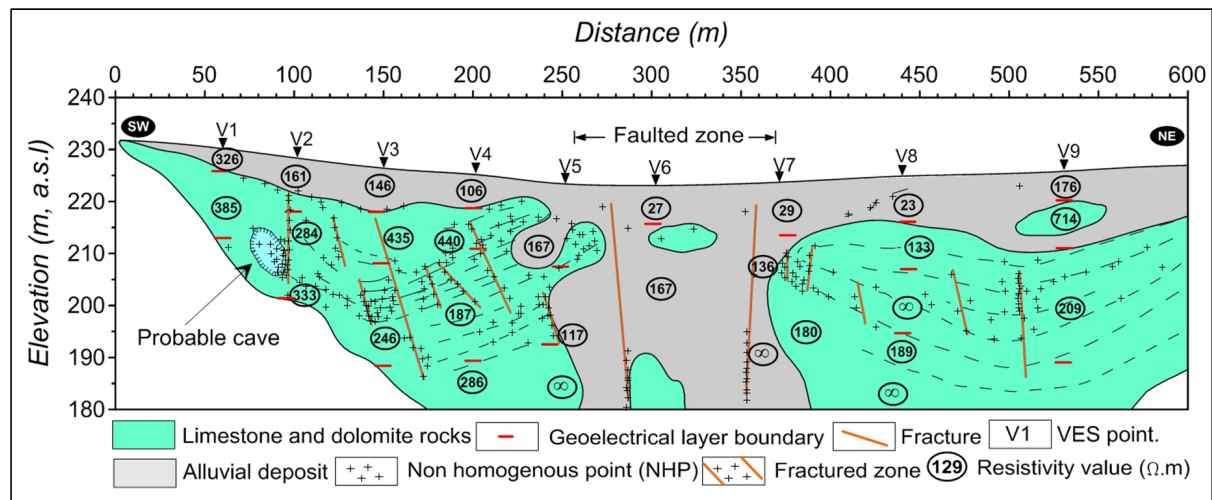 Distance (m)
0 50 100 150 200 250 300 350 400 450 500 550 600
Elevation (m, a.s.l)
240
230
220
210
200
190
180
SW
NE
V1 V2 V3 V4 V5 V6 V7 V8 V9
Faulted zone
326 161 146 106 27 29 23 176
385 284 435 440 167 133 714
333 246 187 167 136 ∞ 209
117 180 189
286 ∞ ∞ ∞
Probable cave
Limestone and dolomite rocks Geoelectrical layer boundary Fracture V1 VES point.
Alluvial deposit Non homogenous point (NHP) Fractured zone 129 Resistivity value (Ω.m)